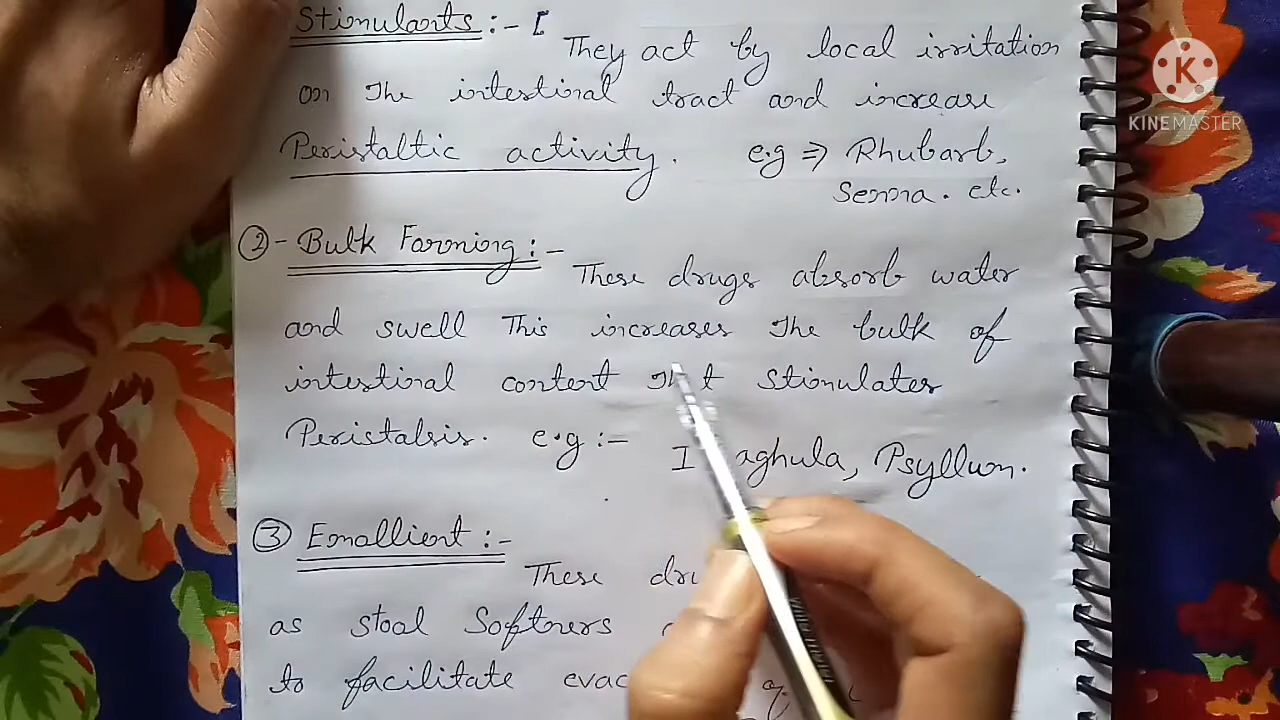 Stimulants :- [
They act by local irritation
on the intestinal tract and increase
Peristaltic activity. e.g ⇒ Rhubarb,
Senna. etc.
② - Bulk Forming :-
These drugs absorb water
and swell This increases the bulk of
intestinal content stimulates
Peristalsis. e.g :- Psyllium.
③ Emollient :-
These
as stool Softners
to facilitate
K
KINEMASTER